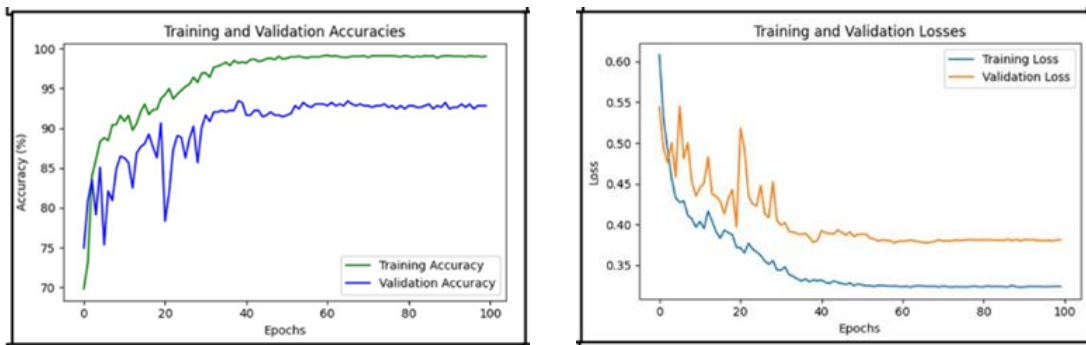 Training and Validation Accuracies
100
95
90
85
80
75
70
Accuracy (%)
Training Accuracy
Validation Accuracy
0 20 40 60 80 100
Epochs
Training and Validation Losses
0.60
0.55
0.50
0.45
0.40
0.35
Loss
Training Loss
Validation Loss
0 20 40 60 80 100
Epochs